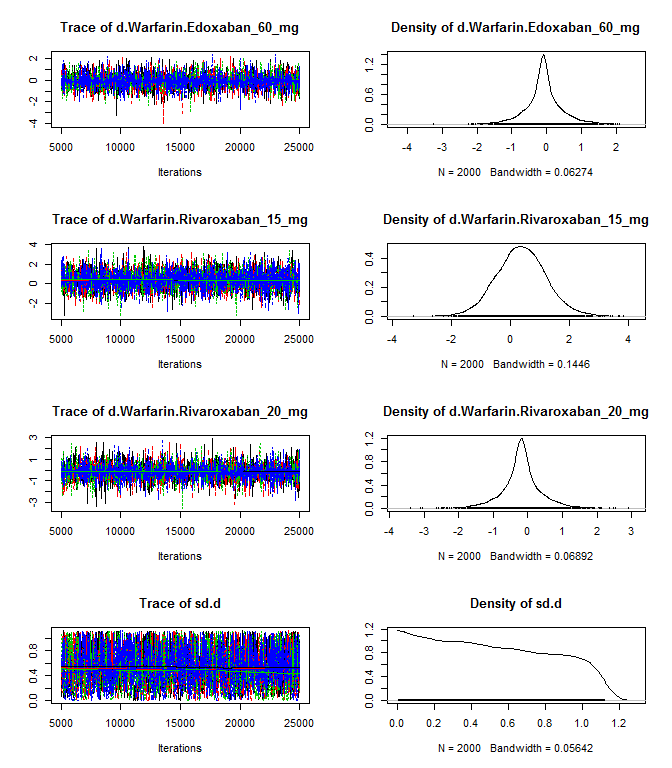 Trace of d.Warfarin.Edoxaban_60_mg
Density of d.Warfarin.Edoxaban_60_mg
-4 -2 0 2
5000 10000 15000 20000 25000
Iterations
0.0 0.6 1.2
-4 -3 -2 -1 0 1 2
N = 2000 Bandwidth = 0.06274
Trace of d.Warfarin.Rivaroxaban_15_mg
Density of d.Warfarin.Rivaroxaban_15_mg
-2 0 2 4
5000 10000 15000 20000 25000
Iterations
0.0 0.2 0.4
-4 -2 0 2 4
N = 2000 Bandwidth = 0.1446
Trace of d.Warfarin.Rivaroxaban_20_mg
Density of d.Warfarin.Rivaroxaban_20_mg
-3 -1 1 3
5000 10000 15000 20000 25000
Iterations
0.0 0.4 0.8 1.2
-4 -3 -2 -1 0 1 2 3
N = 2000 Bandwidth = 0.06892
Trace of sd.d
Density of sd.d
0.0 0.4 0.8
5000 10000 15000 20000 25000
Iterations
0.0 0.4 0.8 1.2
0.0 0.2 0.4 0.6 0.8 1.0 1.2
N = 2000 Bandwidth = 0.05642